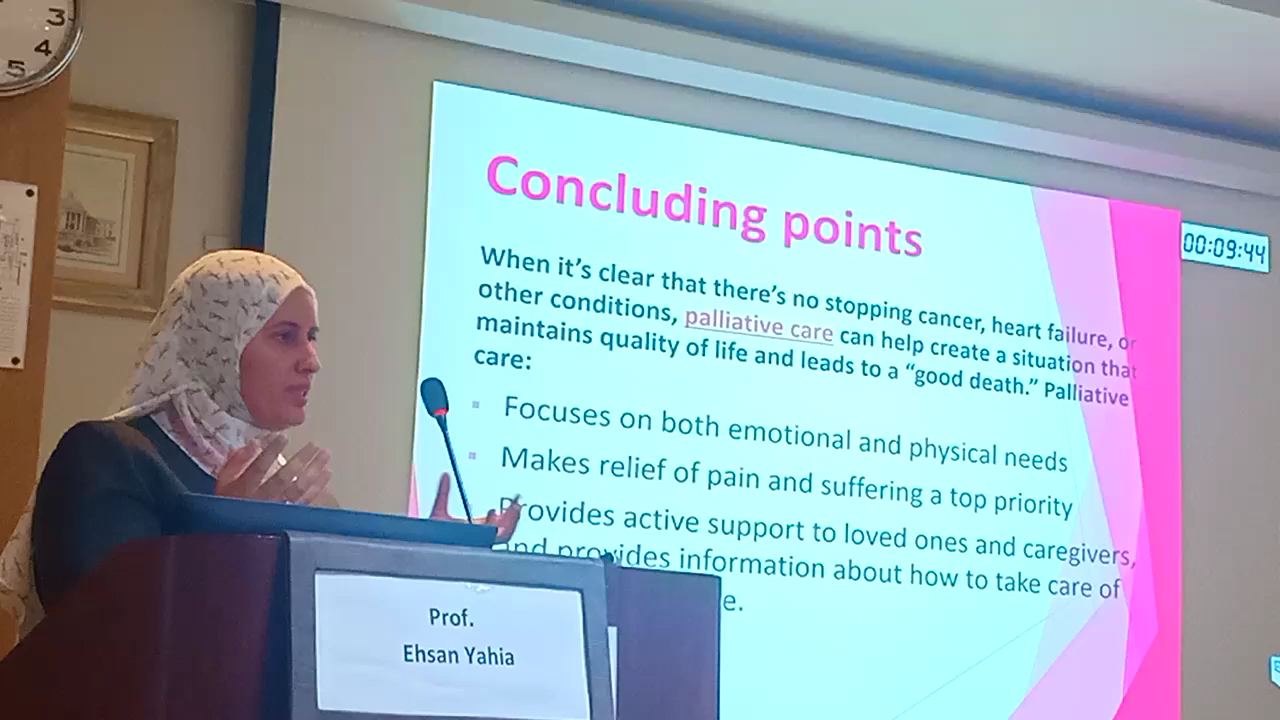 3
4
5
Concluding points
When it's clear that there's no stopping cancer, heart failure, or
other conditions, palliative care can help create a situation that
maintains quality of life and leads to a “good death.” Palliative
care:
▪ Focuses on both emotional and physical needs
▪ Makes relief of pain and suffering a top priority
Provides active support to loved ones and caregivers,
and provides information about how to take care of
e.
00:09:44
Prof.
Ehsan Yahia